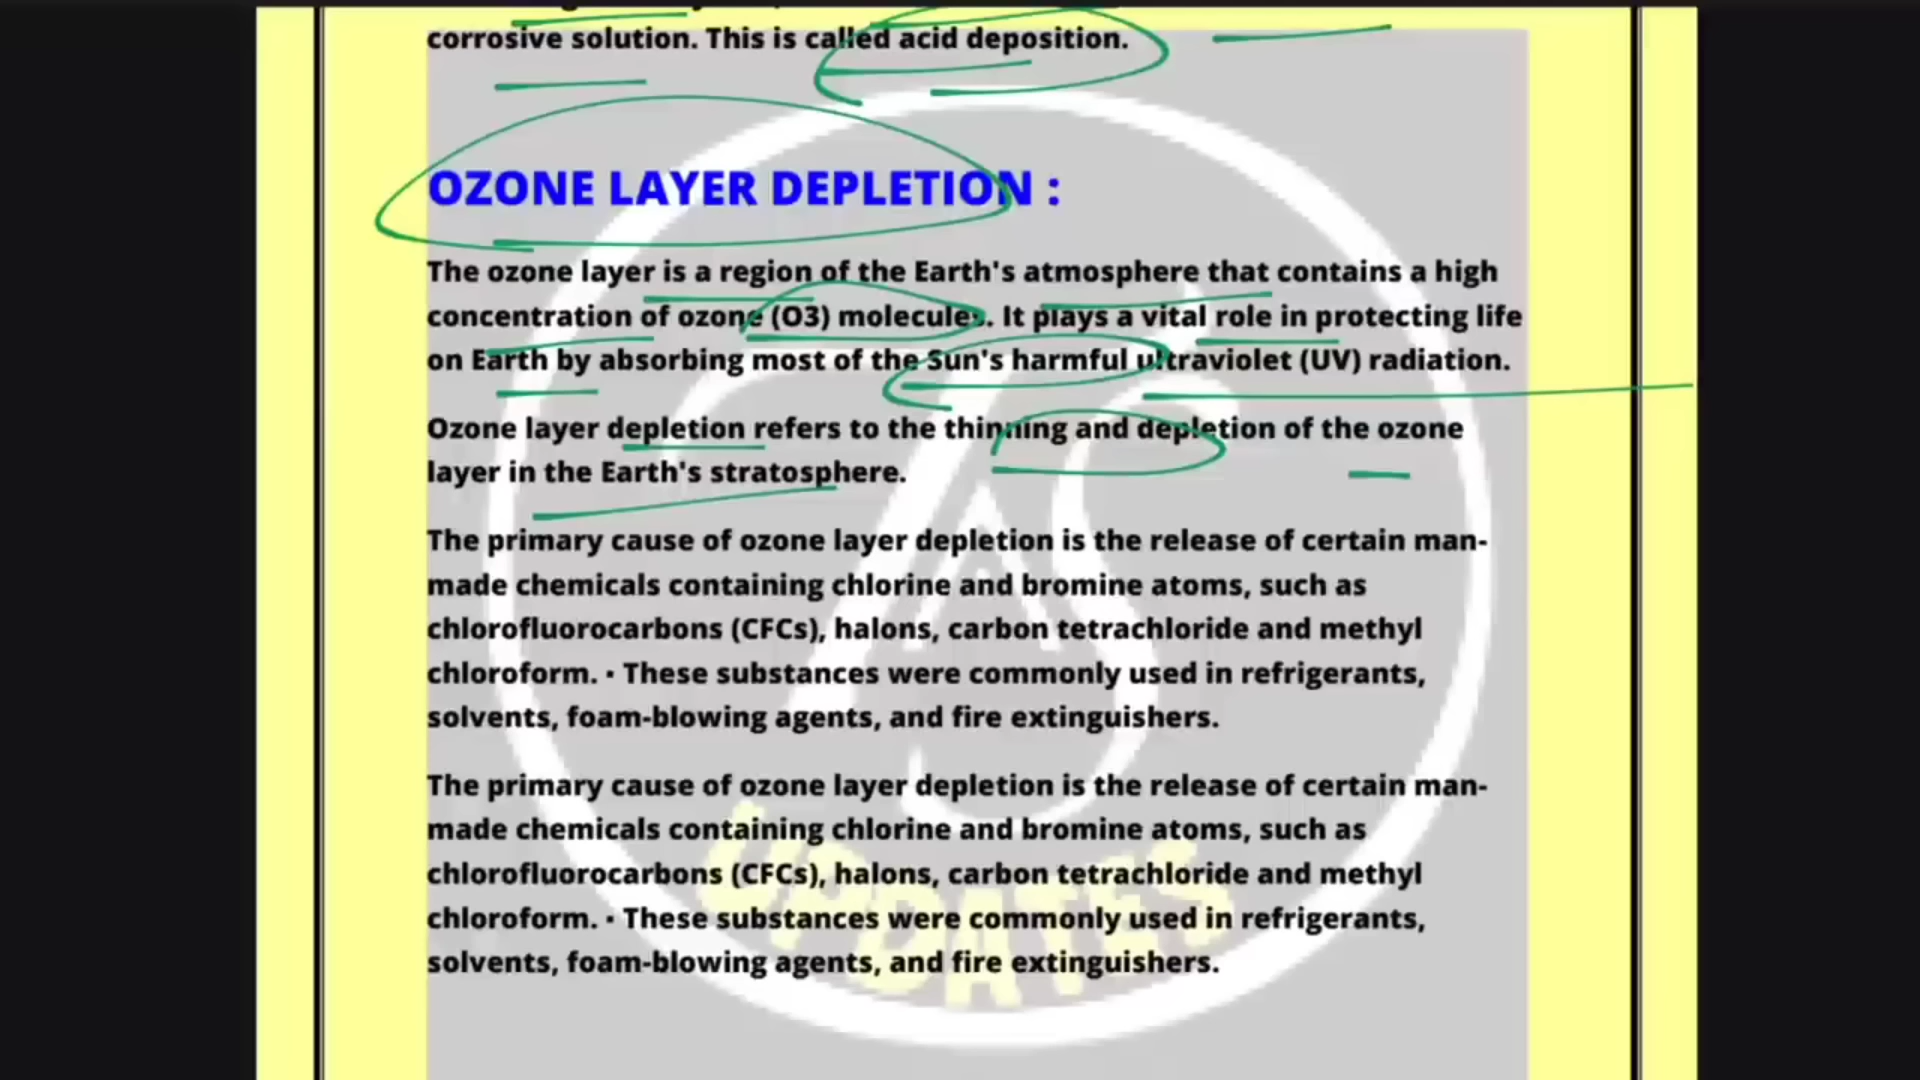 corrosive solution. This is called acid deposition.
OZONE LAYER DEPLETION :
The ozone layer is a region of the Earth's atmosphere that contains a high
concentration of ozone (O3) molecules. It plays a vital role in protecting life
on Earth by absorbing most of the Sun's harmful ultraviolet (UV) radiation.
Ozone layer depletion refers to the thinning and depletion of the ozone
layer in the Earth's stratosphere.
The primary cause of ozone layer depletion is the release of certain man-
made chemicals containing chlorine and bromine atoms, such as
chlorofluorocarbons (CFCs), halons, carbon tetrachloride and methyl
chloroform. · These substances were commonly used in refrigerants,
solvents, foam-blowing agents, and fire extinguishers.
The primary cause of ozone layer depletion is the release of certain man-
made chemicals containing chlorine and bromine atoms, such as
chlorofluorocarbons (CFCs), halons, carbon tetrachloride and methyl
chloroform. · These substances were commonly used in refrigerants,
solvents, foam-blowing agents, and fire extinguishers.
UPDATES